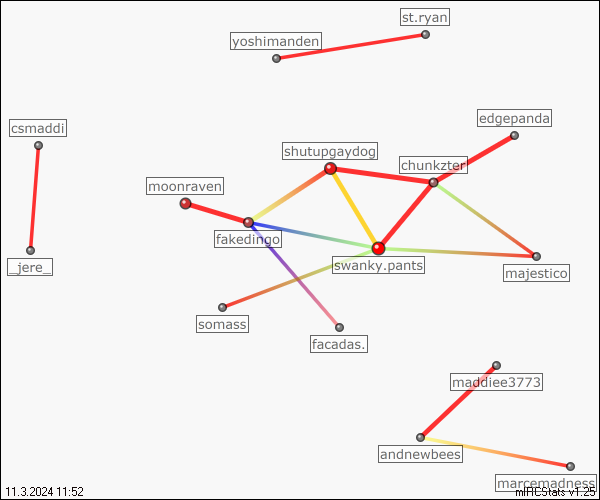 st.ryan
yoshimanden
edgepanda
csmaddi
shutupgaydog
chunkzter
moonraven
fakedingo
swanky.pants
_jere_
majestico
somass
facadas.
maddiee3773
andnewbees
marcemadness
11.3.2024 11:52
mIRCStats v1.25